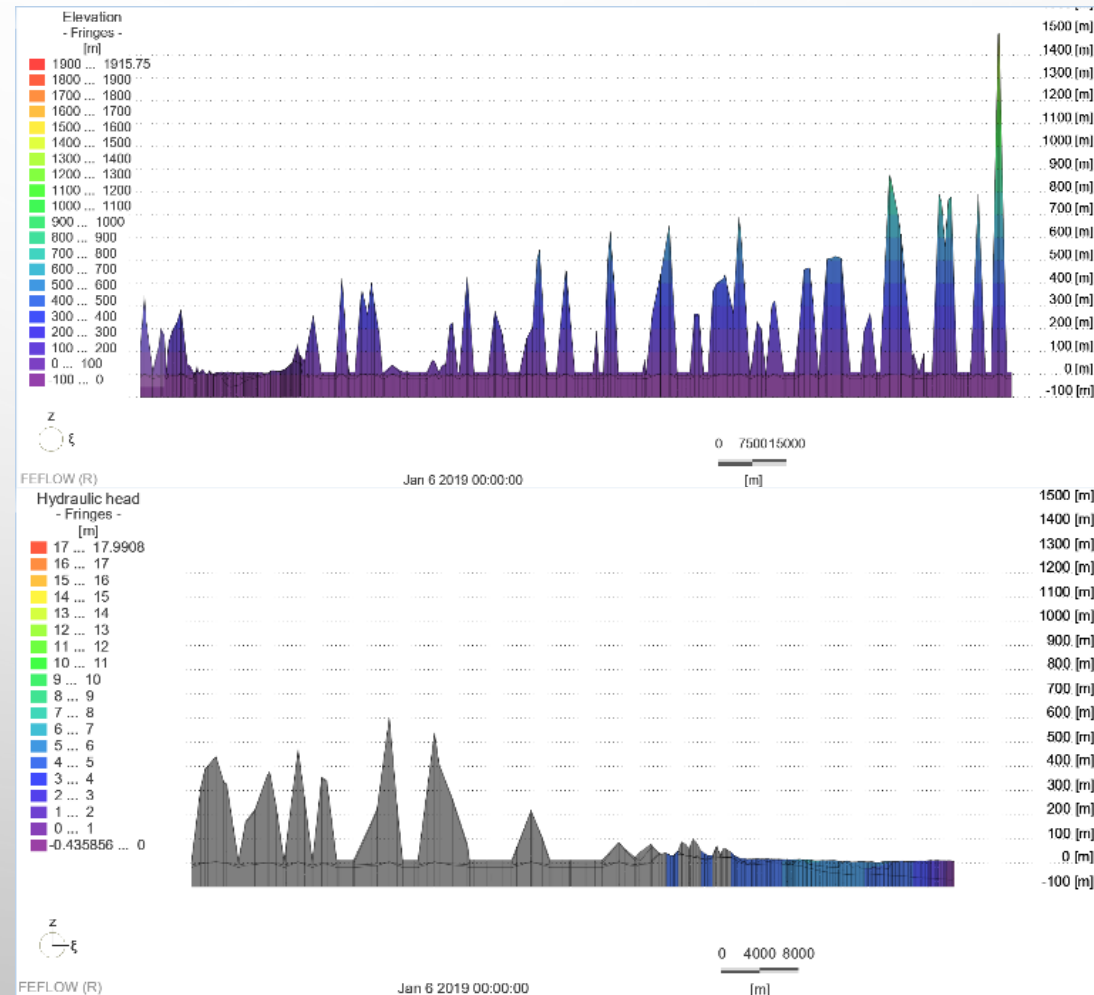 Elevation
- Fringes -
[m]
1900 ... 1915.75
1800 ... 1900
1700 ... 1800
1600 ... 1700
1500 ... 1600
1400 ... 1500
1300 ... 1400
1200 ... 1300
1100 ... 1200
1000 ... 1100
900 ... 1000
800 ... 900
700 ... 800
600 ... 700
500 ... 600
400 ... 500
300 ... 400
200 ... 300
100 ... 200
0 ... 100
100 ... 0
1500 [m]
1400 [m]
1300 [m]
1200 [m]
1100 [m]
1000 [m]
900 [m]
800 [m]
700 [m]
600 [m]
500 [m]
400 [m]
300 [m]
200 [m]
100 [m]
0 [m]
-100 [m]
z
ξ
0 750015000
[m]
FEFLOW (R)
Jan 6 2019 00:00:00
Hydraulic head
- Fringes -
[m]
17 ... 17.9908
16 ... 17
15 ... 16
14 ... 15
13 ... 14
12 ... 13
11 ... 12
10 ... 11
9 ... 10
8 ... 9
7 ... 8
6 ... 7
5 ... 6
4 ... 5
3 ... 4
2 ... 3
1 ... 2
0 ... 1
-0.435856 ... 0
1500 [m]
1400 [m]
1300 [m]
1200 [m]
1100 [m]
1000 [m]
900 [m]
800 [m]
700 [m]
600 [m]
500 [m]
400 [m]
300 [m]
200 [m]
100 [m]
0 [m]
-100 [m]
z
ξ
0 4000 8000
[m]
FEFLOW (R)
Jan 6 2019 00:00:00